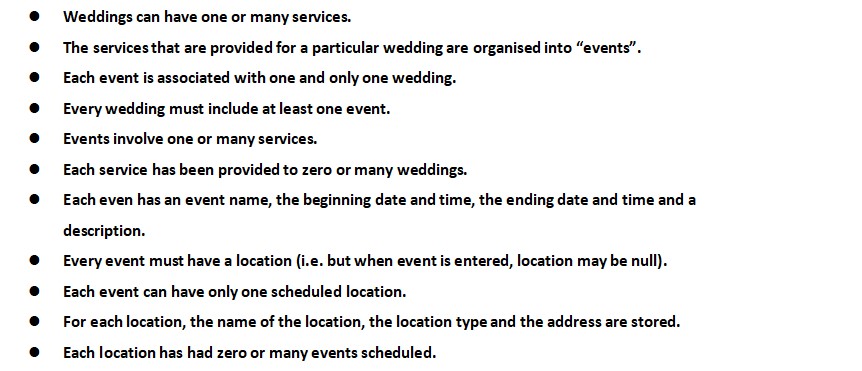 ● Weddings can have one or many services.
● The services that are provided for a particular wedding are organised into “events”.
● Each event is associated with one and only one wedding.
● Every wedding must include at least one event.
● Events involve one or many services.
● Each service has been provided to zero or many weddings.
● Each even has an event name, the beginning date and time, the ending date and time and a
description.
● Every event must have a location (i.e. but when event is entered, location may be null).
● Each event can have only one scheduled location.
● For each location, the name of the location, the location type and the address are stored.
● Each location has had zero or many events scheduled.